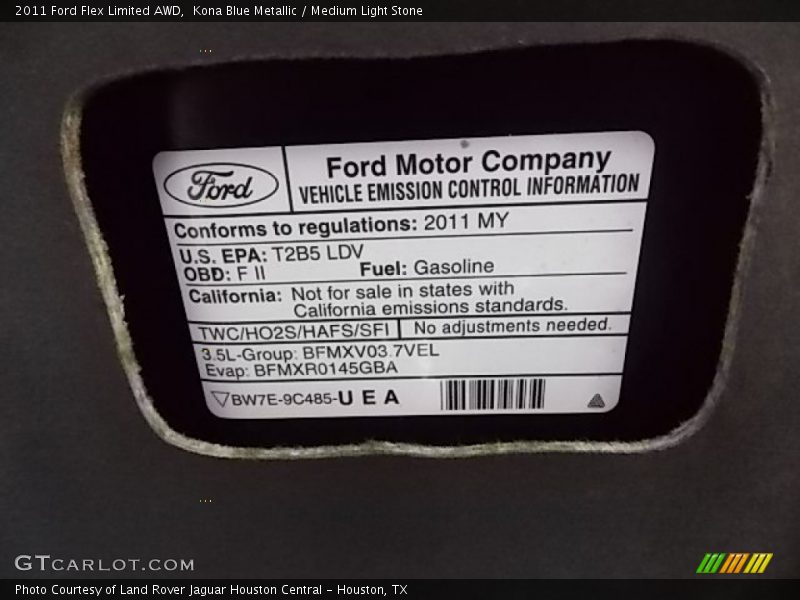 2011 Ford Flex Limited AWD,  Kona Blue Metallic / Medium Light Stone
Ford
Ford Motor Company
VEHICLE EMISSION CONTROL INFORMATION
Conforms to regulations: 2011 MY
U.S. EPA: T2B5 LDV
OBD: F II Fuel: Gasoline
California: Not for sale in states with
California emissions standards.
TWC/HO2S/HAFS/SFI No adjustments needed.
3.5L-Group: BFMXV03.7VEL
Evap: BFMXR0145GBA
BW7E-9C485-U E A
GTCARLOT.COM
Photo Courtesy of Land Rover Jaguar Houston Central - Houston, TX